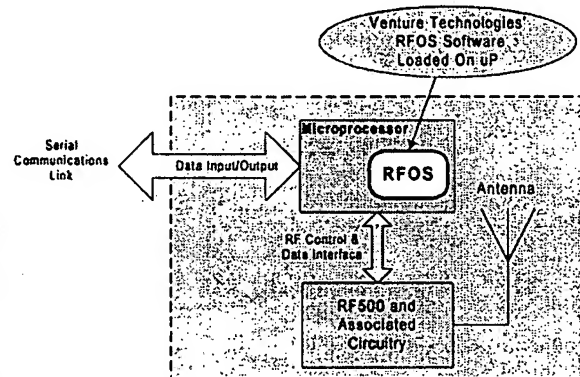 Venture Technologies'
RFOS Software
Loaded On uP
Microprocessor
Serial
Communications
Link
Data Input/Output
RFOS
Antenna
RF Control &
Data Interface
RF500 and
Associated
Circuitry